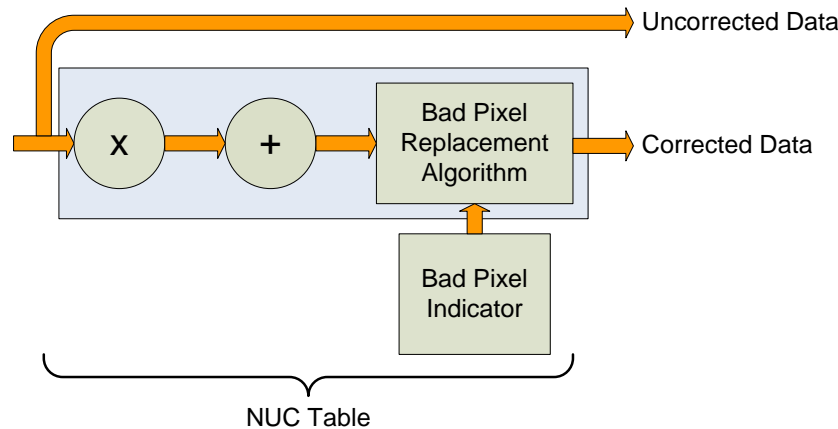 Uncorrected Data
x
+
Bad Pixel
Replacement
Algorithm
Corrected Data
Bad Pixel
Indicator
NUC Table